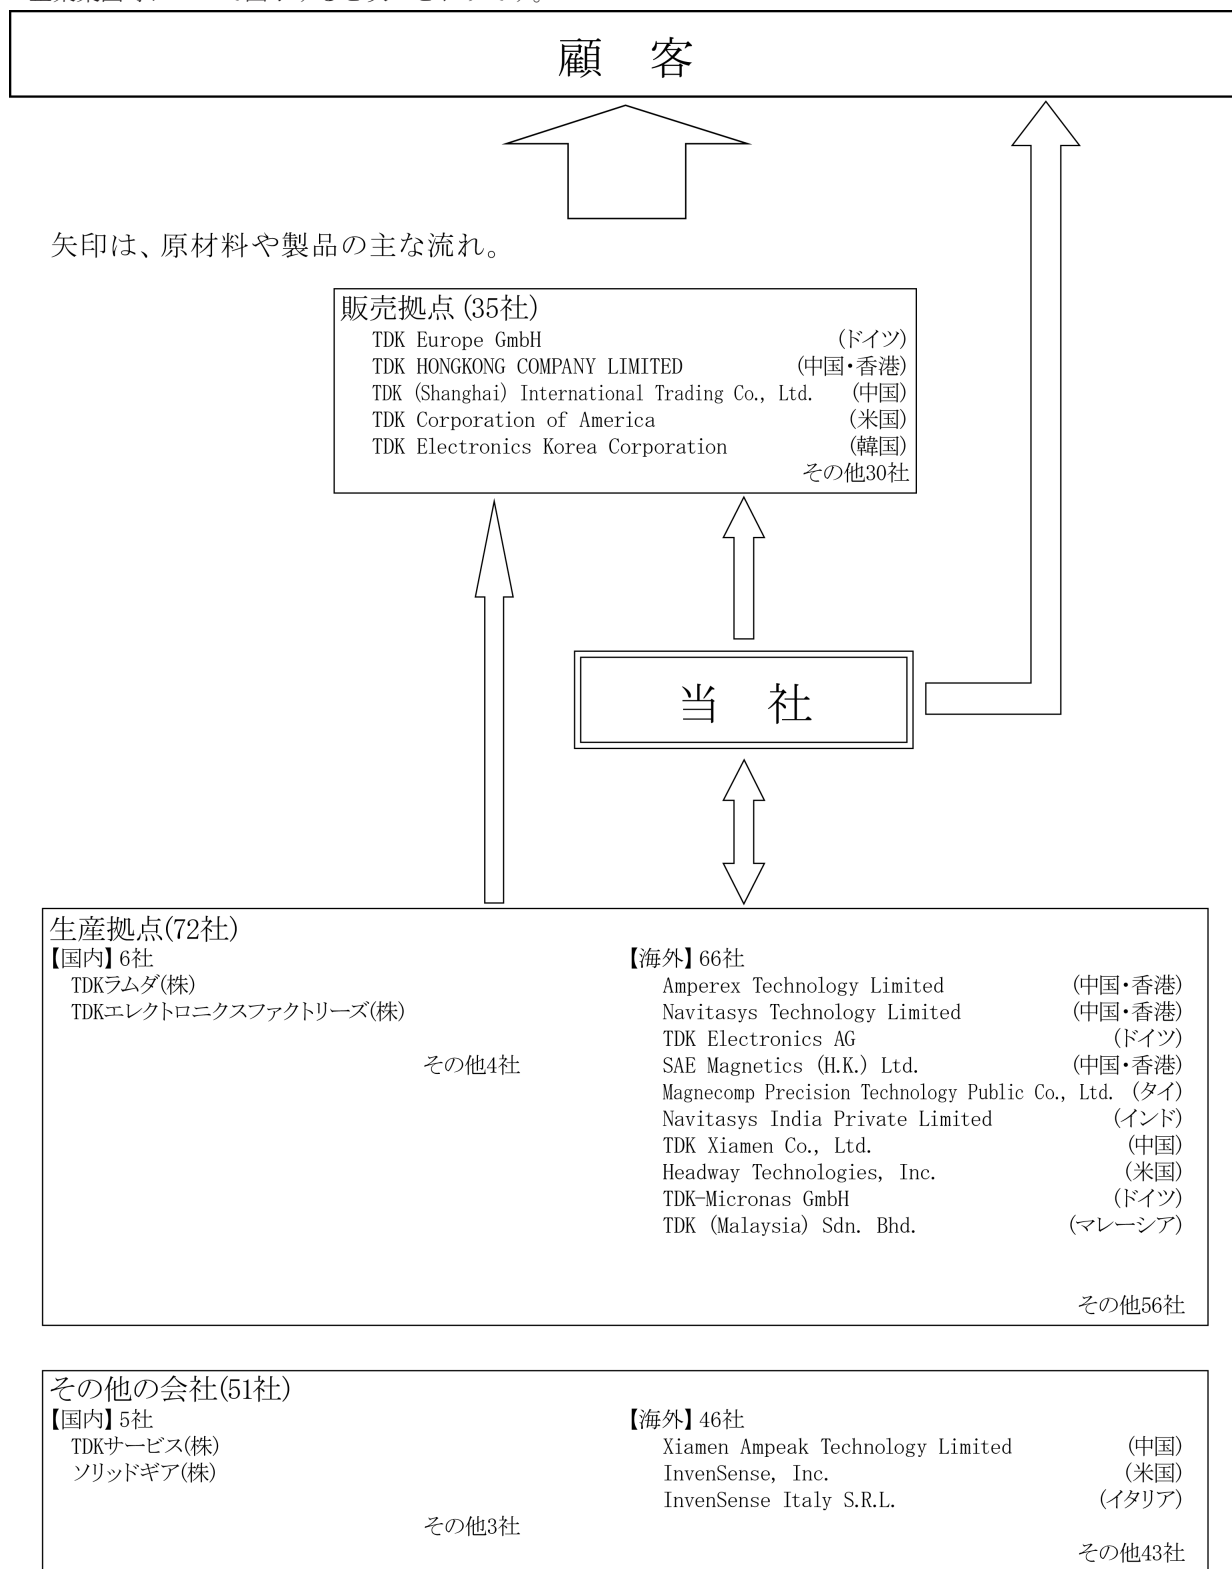 顧 客
矢印は、原材料や製品の主な流れ。
販売拠点 (35社)
TDK Europe GmbH (ドイツ)
TDK HONGKONG COMPANY LIMITED (中国・香港)
TDK (Shanghai) International Trading Co., Ltd. (中国)
TDK Corporation of America (米国)
TDK Electronics Korea Corporation (韓国)
その他30社
当 社
生産拠点(72社)
【国内】6社
TDKラムダ(株)
TDKエレクトロニクスファクトリーズ(株)
その他4社
【海外】66社
Amperex Technology Limited (中国・香港)
Navitasys Technology Limited (中国・香港)
TDK Electronics AG (ドイツ)
SAE Magnetics (H.K.) Ltd. (中国・香港)
Magnecomp Precision Technology Public Co., Ltd. (タイ)
Navitasys India Private Limited (インド)
TDK Xiamen Co., Ltd. (中国)
Headway Technologies, Inc. (米国)
TDK-Micronas GmbH (ドイツ)
TDK (Malaysia) Sdn. Bhd. (マレーシア)
その他56社
その他の会社(51社)
【国内】5社
TDKサービス(株)
ソリッドギア(株)
その他3社
【海外】46社
Xiamen Ampeak Technology Limited (中国)
InvenSense, Inc. (米国)
InvenSense Italy S.R.L. (イタリア)
その他43社